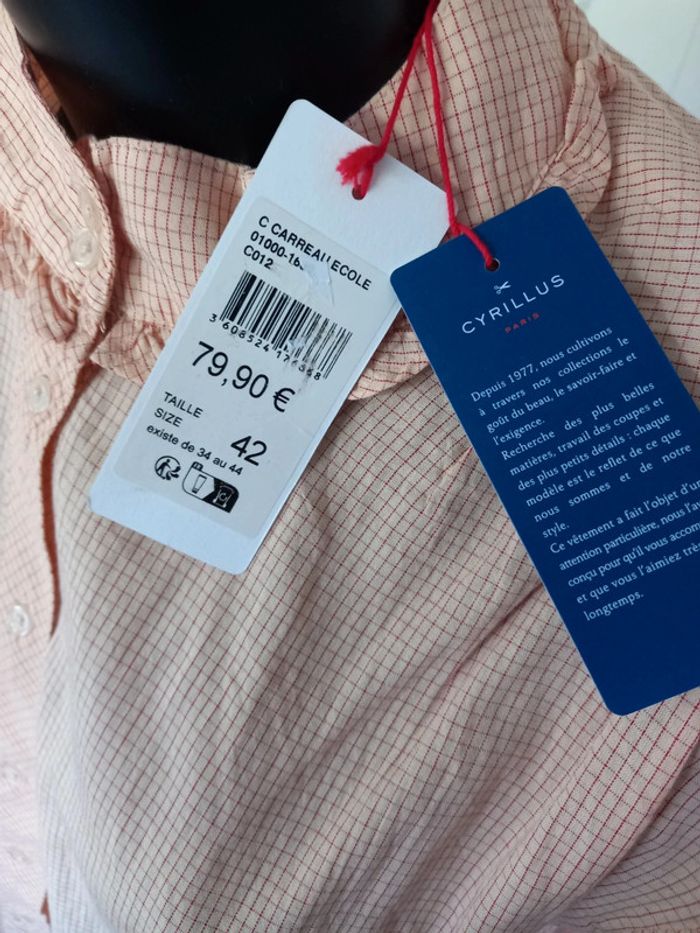 C CARREAU ECOLE
01000-16
C012
79,90 €
TAILLE
SIZE
42
existe de 34 au 44
CYRILLUS
PARIS
Depuis 1977, nous cultivons
à travers nos collections le
goût du beau, le savoir-faire et
l'exigence.
Recherche des plus belles
matières, travail des coupes et
des plus petits détails : chaque
modèle est le reflet de ce que
nous sommes et de notre
style.
Ce vêtement a fait l'objet d'
attention particulière, nous l'a
conçu pour qu'il vous accom
et que vous l'aimiez trè
longtemps.